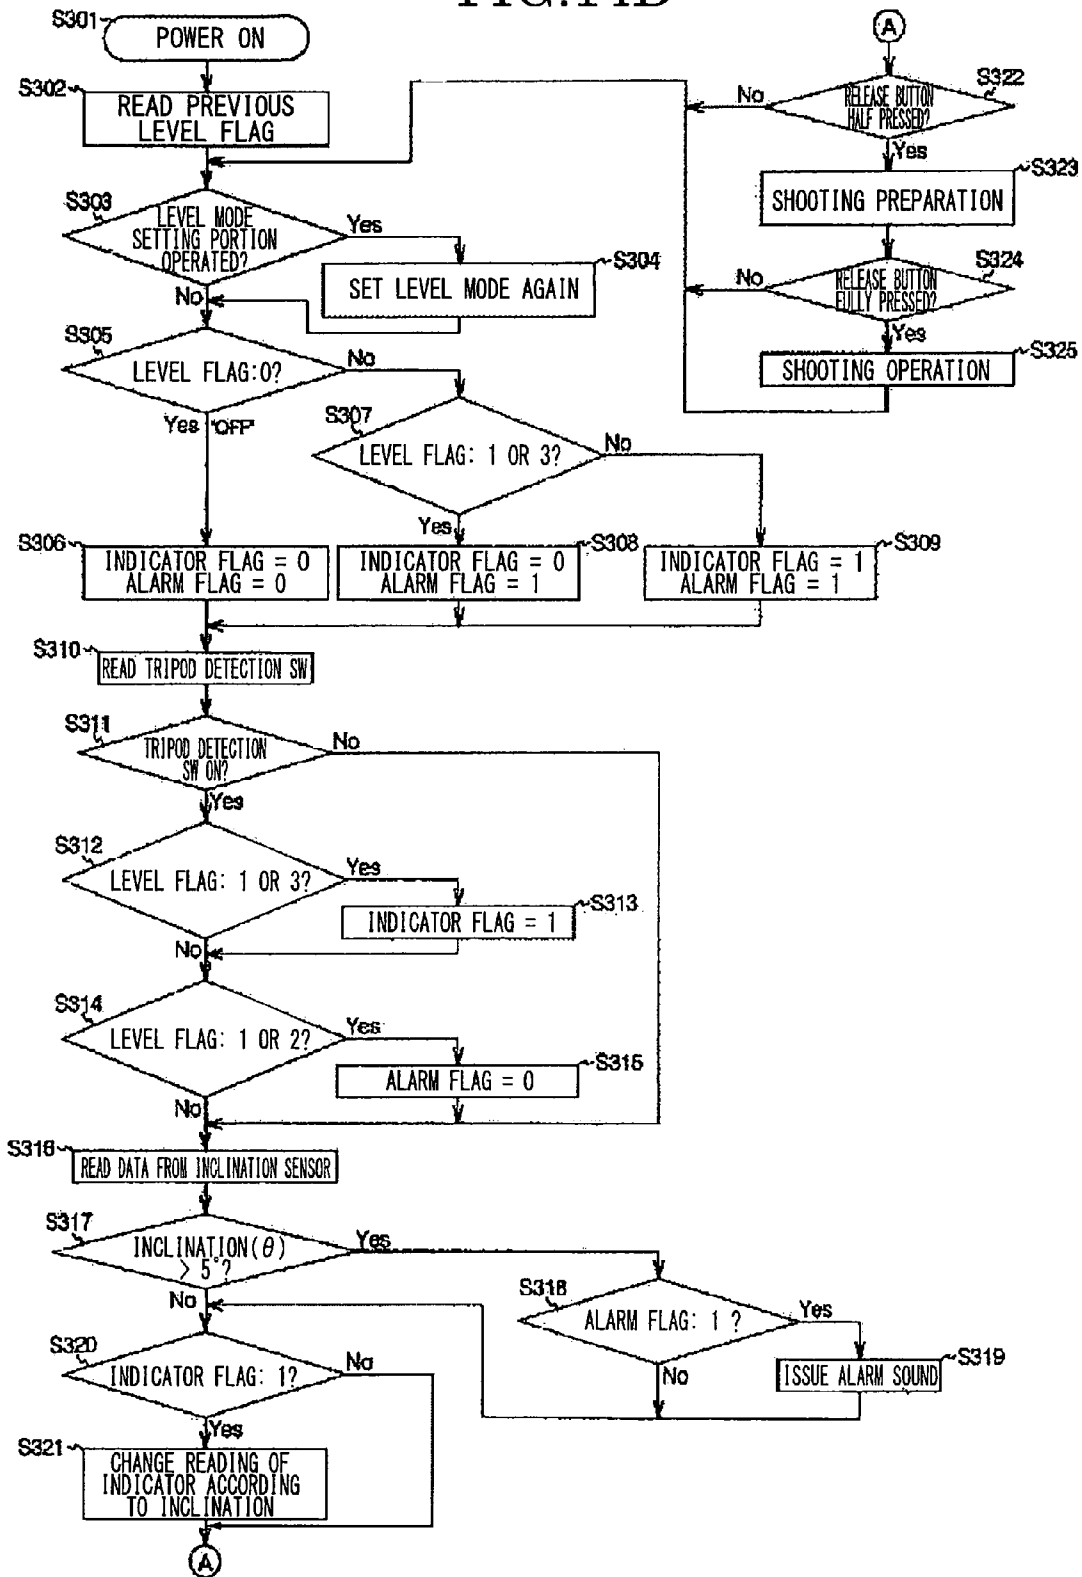 S301
POWER ON
S302
READ PREVIOUS
LEVEL FLAG
S303
LEVEL MODE
SETTING PORTION
OPERATED?
Yes
No
S304
SET LEVEL MODE AGAIN
S305
LEVEL FLAG:0?
No
Yes "OFF"
S307
LEVEL FLAG: 1 OR 3?
No
Yes
S306
INDICATOR FLAG = 0
ALARM FLAG = 0
S308
INDICATOR FLAG = 0
ALARM FLAG = 1
S309
INDICATOR FLAG = 1
ALARM FLAG = 1
S310
READ TRIPOD DETECTION SW
S311
TRIPOD DETECTION
SW ON?
No
Yes
S312
LEVEL FLAG: 1 OR 3?
Yes
No
S313
INDICATOR FLAG = 1
S314
LEVEL FLAG: 1 OR 2?
Yes
No
S315
ALARM FLAG = 0
S316
READ DATA FROM INCLINATION SENSOR
S317
INCLINATION(θ)
> 5°?
Yes
No
S318
ALARM FLAG: 1 ?
Yes
No
S319
ISSUE ALARM SOUND
S320
INDICATOR FLAG: 1?
No
Yes
S321
CHANGE READING OF
INDICATOR ACCORDING
TO INCLINATION
A
A
S322
RELEASE BUTTON
HALF PRESSED?
No
Yes
S323
SHOOTING PREPARATION
S324
RELEASE BUTTON
FULLY PRESSED?
No
Yes
S325
SHOOTING OPERATION